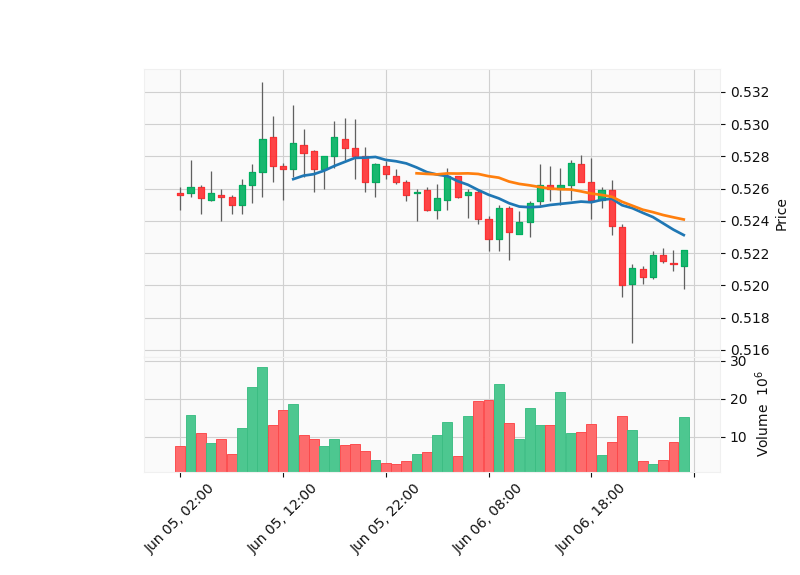 0.532
0.530
0.528
0.526
0.524
0.522
0.520
0.518
0.516
Price
30
20
10
Volume 10⁶
Jun 05, 02:00
Jun 05, 12:00
Jun 05, 22:00
Jun 06, 08:00
Jun 06, 18:00